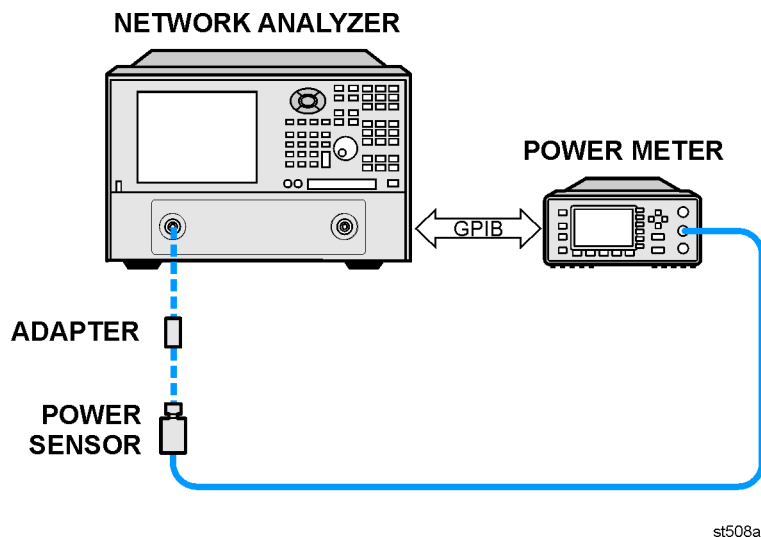 NETWORK ANALYZER
POWER METER
GPIB
ADAPTER
POWER
SENSOR
st508a